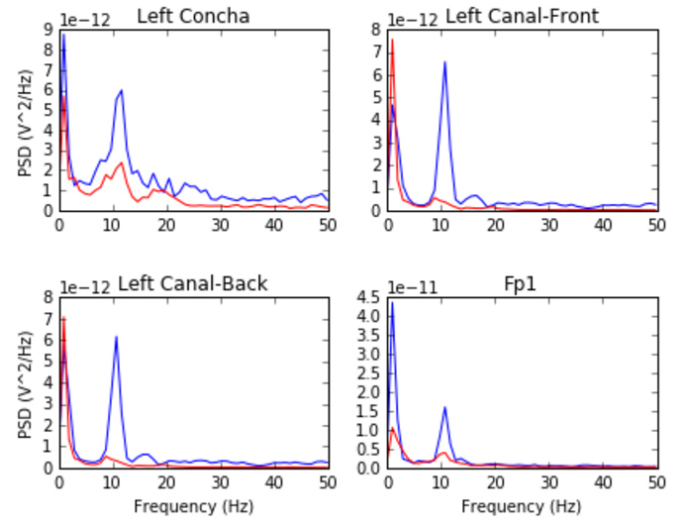 Left Concha
1e−12
9
8
7
6
5
4
3
2
1
0
PSD (V^2/Hz)
0 10 20 30 40 50
Left Canal-Front
1e−12
8
7
6
5
4
3
2
1
0
0 10 20 30 40 50
Left Canal-Back
1e−12
8
7
6
5
4
3
2
1
0
PSD (V^2/Hz)
0 10 20 30 40 50
Frequency (Hz)
Fp1
1e−11
4.5
4.0
3.5
3.0
2.5
2.0
1.5
1.0
0.5
0.0
0 10 20 30 40 50
Frequency (Hz)